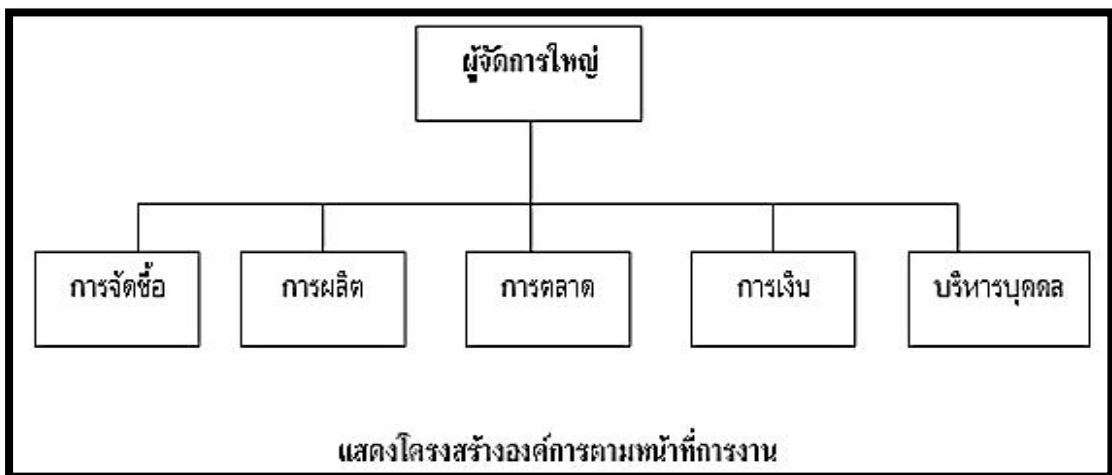 ผู้จัดการใหญ่
การจัดซื้อ
การผลิต
การตลาด
การเงิน
บริหารบุคคล
แสดงโครงสร้างองค์การตามหน้าที่การงาน